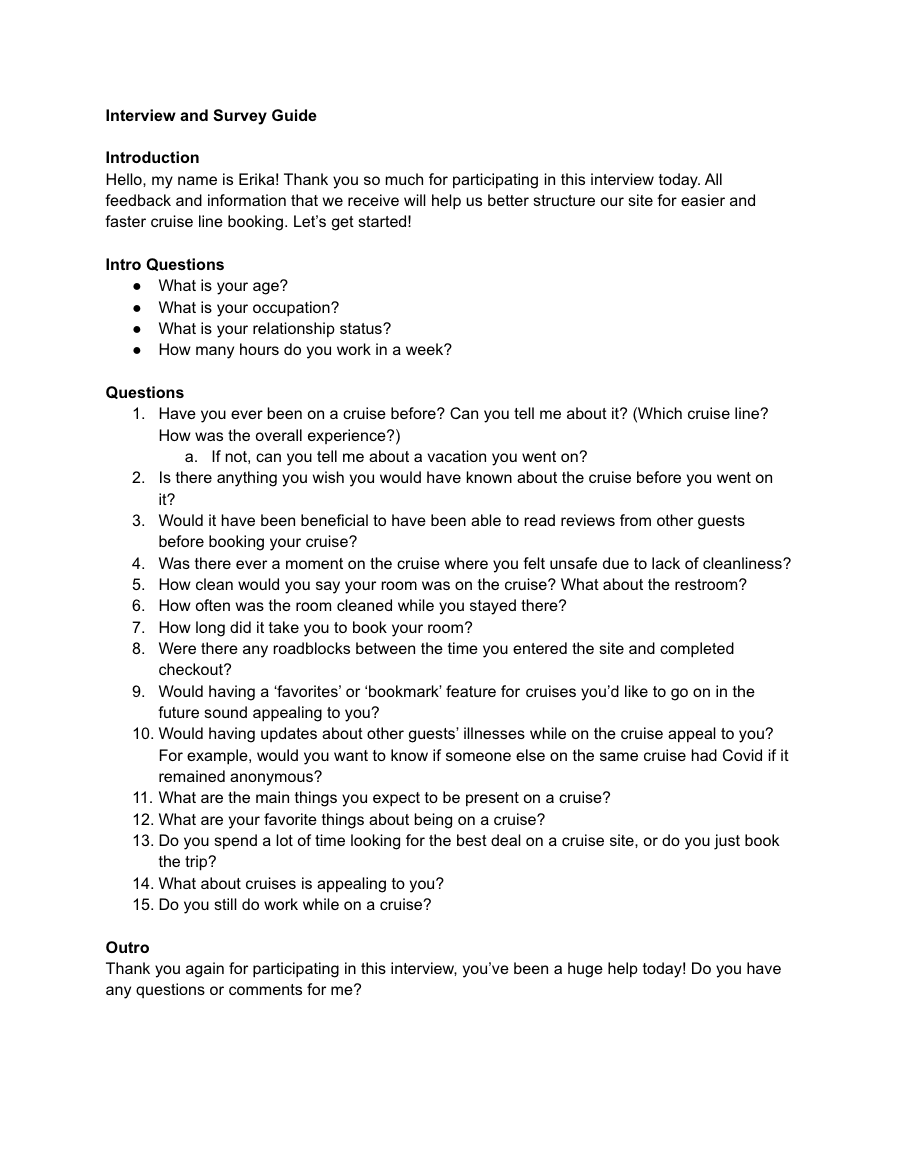 Interview and Survey Guide
Introduction
Hello, my name is Erika! Thank you so much for participating in this interview today. All
feedback and information that we receive will help us better structure our site for easier and
faster cruise line booking. Let’s get started!
Intro Questions
● What is your age?
● What is your occupation?
● What is your relationship status?
● How many hours do you work in a week?
Questions
1. Have you ever been on a cruise before? Can you tell me about it? (Which cruise line?
How was the overall experience?)
a. If not, can you tell me about a vacation you went on?
2. Is there anything you wish you would have known about the cruise before you went on
it?
3. Would it have been beneficial to have been able to read reviews from other guests
before booking your cruise?
4. Was there ever a moment on the cruise where you felt unsafe due to lack of cleanliness?
5. How clean would you say your room was on the cruise? What about the restroom?
6. How often was the room cleaned while you stayed there?
7. How long did it take you to book your room?
8. Were there any roadblocks between the time you entered the site and completed
checkout?
9. Would having a ‘favorites’ or ‘bookmark’ feature for cruises you’d like to go on in the
future sound appealing to you?
10. Would having updates about other guests’ illnesses while on the cruise appeal to you?
For example, would you want to know if someone else on the same cruise had Covid if it
remained anonymous?
11. What are the main things you expect to be present on a cruise?
12. What are your favorite things about being on a cruise?
13. Do you spend a lot of time looking for the best deal on a cruise site, or do you just book
the trip?
14. What about cruises is appealing to you?
15. Do you still do work while on a cruise?
Outro
Thank you again for participating in this interview, you’ve been a huge help today! Do you have
any questions or comments for me?